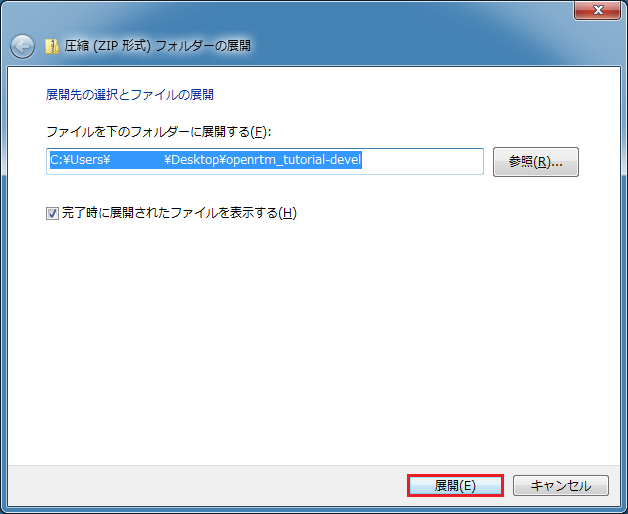 圧縮 (ZIP 形式) フォルダーの展開
展開先の選択とファイルの展開
ファイルを下のフォルダーに展開する(F):
C:¥Users¥ ¥Desktop¥openrtm_tutorial-devel
参照(R)...
完了時に展開されたファイルを表示する(H)
展開(E)
キャンセル